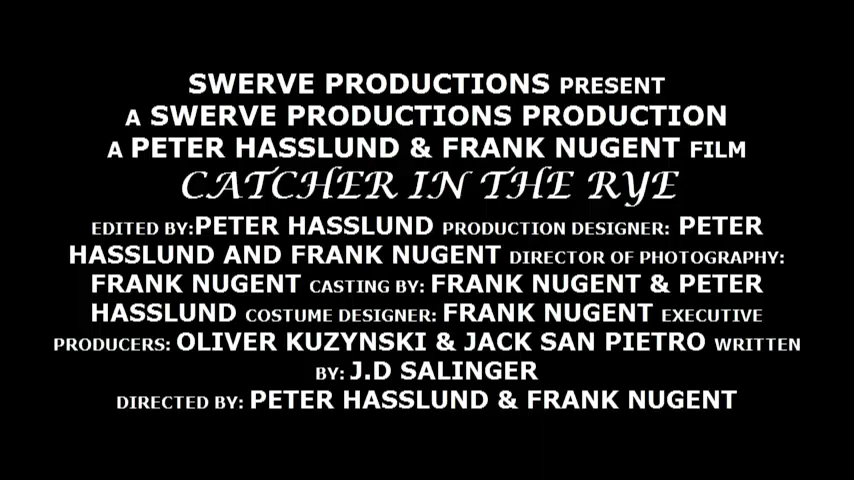 SWERVE PRODUCTIONS PRESENT
A SWERVE PRODUCTIONS PRODUCTION
A PETER HASSLUND & FRANK NUGENT FILM
CATCHER IN THE RYE
EDITED BY:PETER HASSLUND PRODUCTION DESIGNER: PETER
HASSLUND AND FRANK NUGENT DIRECTOR OF PHOTOGRAPHY:
FRANK NUGENT CASTING BY: FRANK NUGENT & PETER
HASSLUND COSTUME DESIGNER: FRANK NUGENT EXECUTIVE
PRODUCERS: OLIVER KUZYNSKI & JACK SAN PIETRO WRITTEN
BY: J.D SALINGER
DIRECTED BY: PETER HASSLUND & FRANK NUGENT